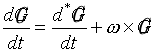 d𝔾/dt = d*𝔾/dt + ω × 𝔾